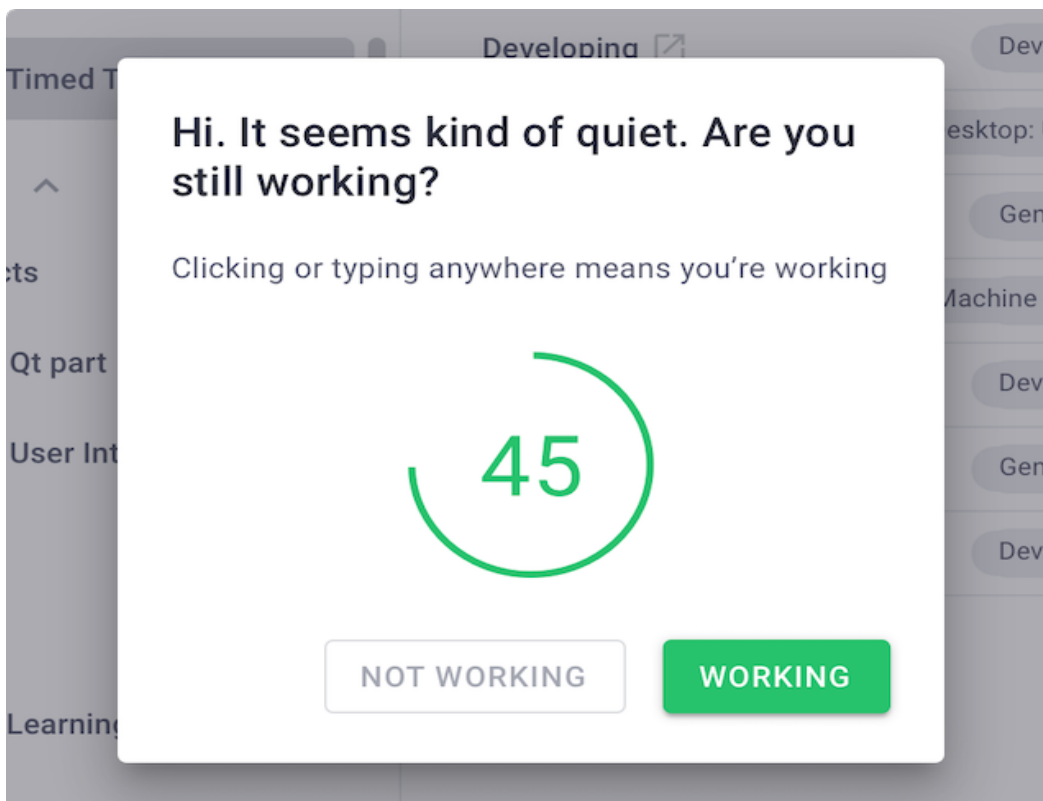 Developing
Dev
Timed T
Hi. It seems kind of quiet. Are you
still working?
esktop:
Gen
Clicking or typing anywhere means you’re working
cts
Machine
Qt part
Dev
User Int
45
Gen
Dev
NOT WORKING
WORKING
Learning